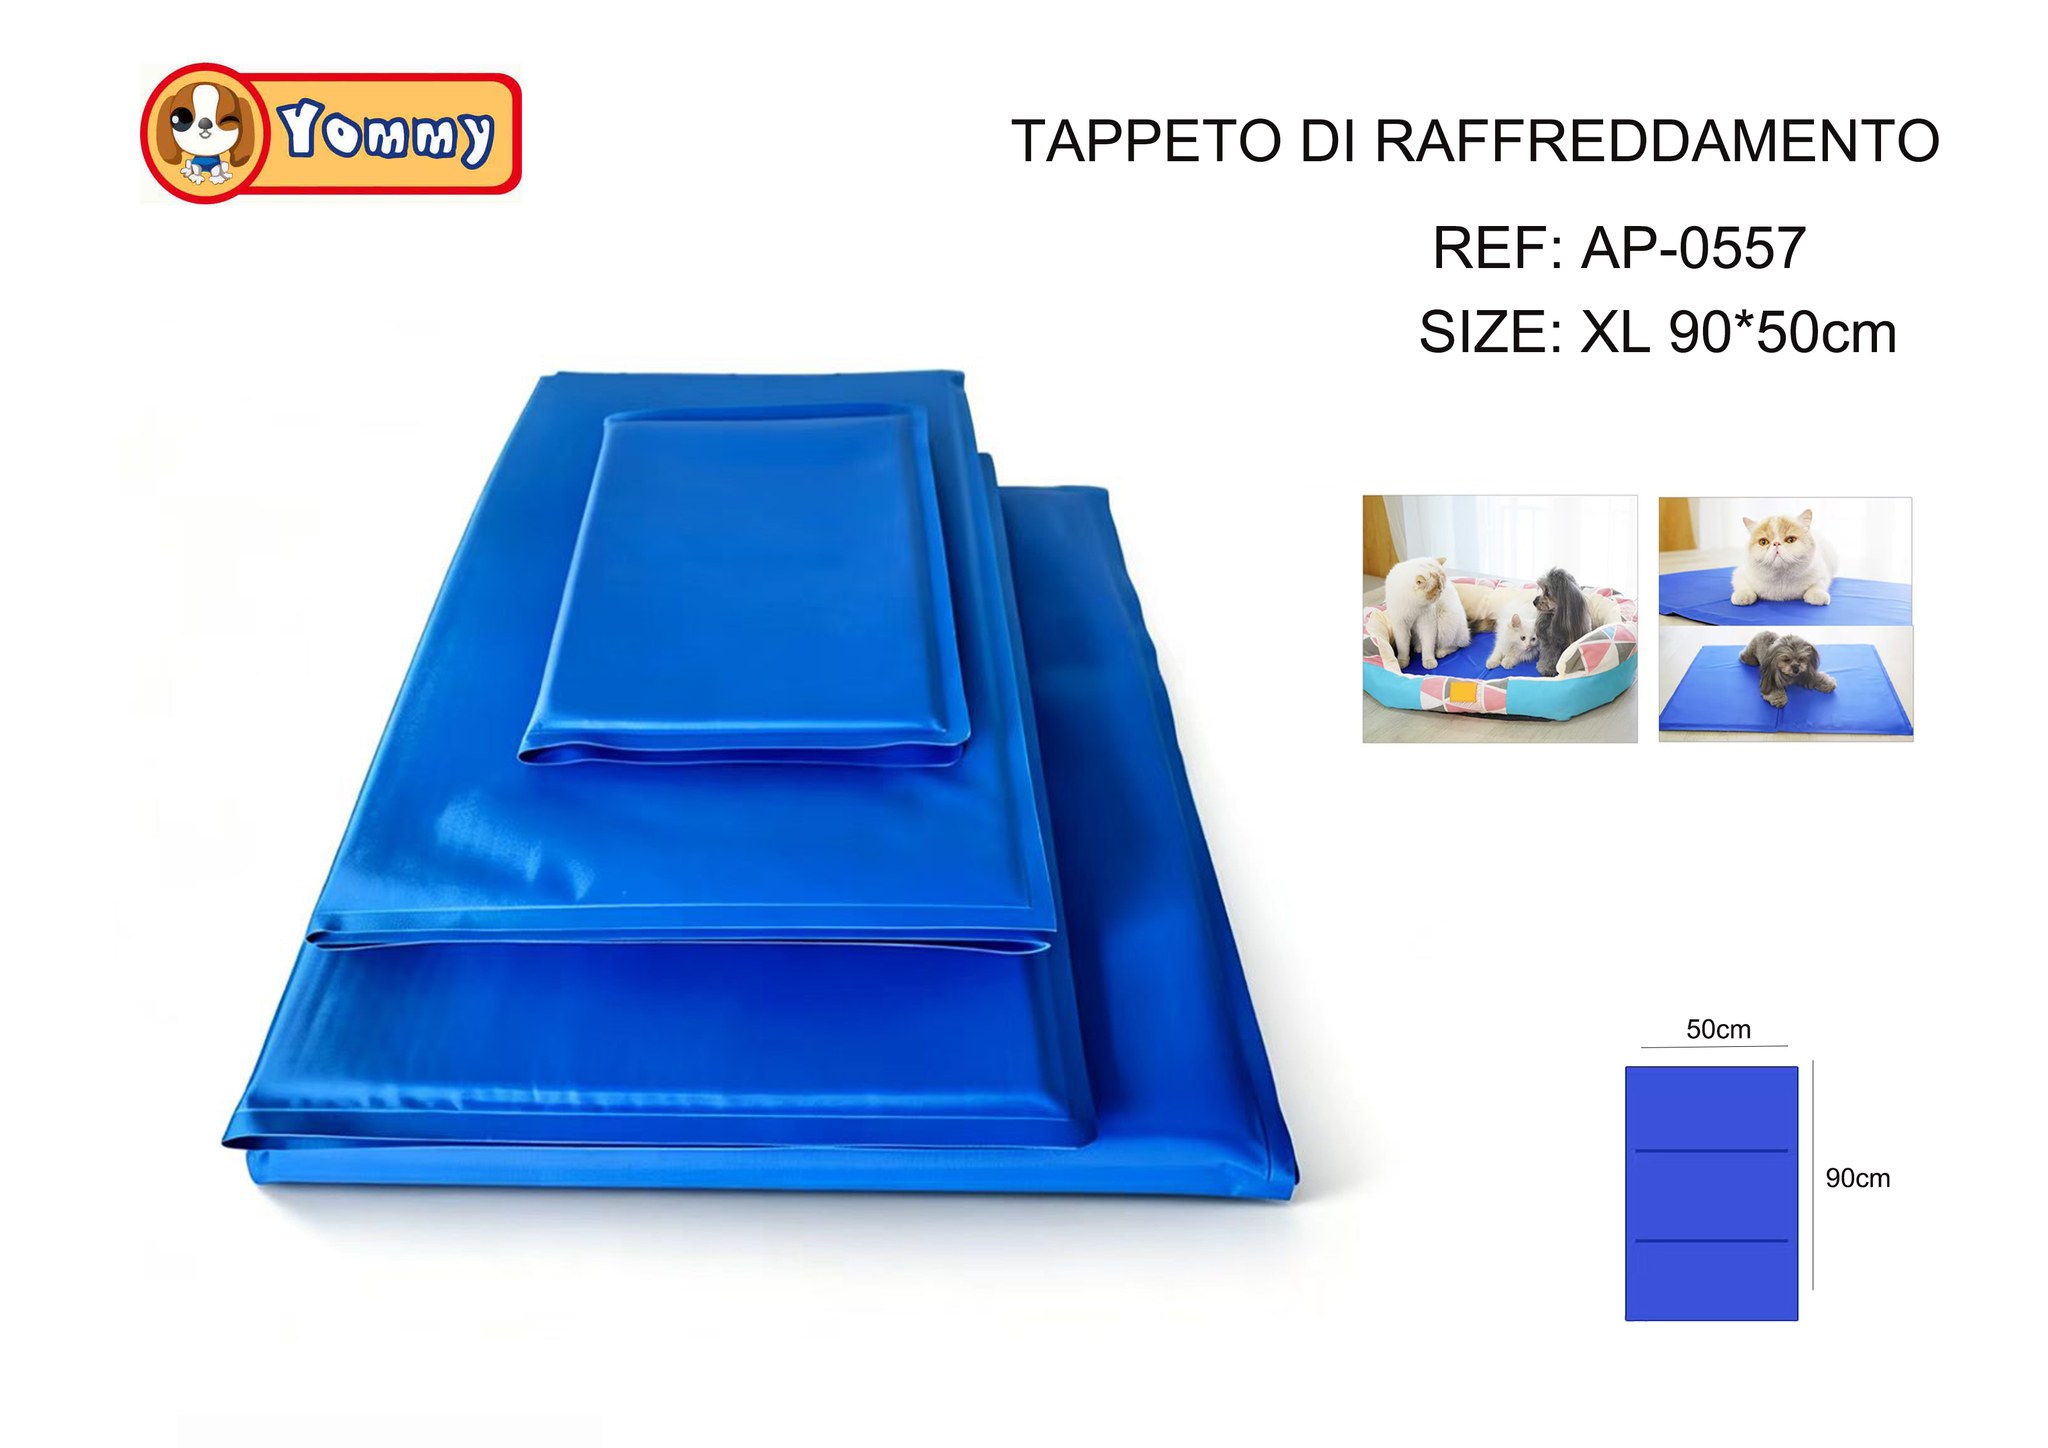 Yommy
TAPPETO DI RAFFREDDAMENTO
REF: AP-0557
SIZE: XL 90*50cm
50cm
90cm